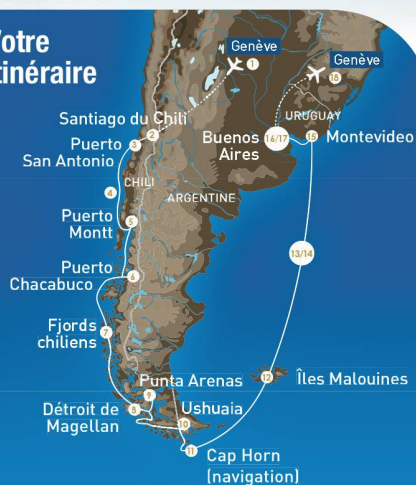 Votre
itinéraire
Genève
1
Genève
18
Santiago du Chili
2
Puerto
San Antonio
3
4
CHILI
ARGENTINE
URUGUAY
Buenos
Aires
16/17
15
Montevideo
Puerto
Montt
5
Puerto
Chacabuco
6
13/14
Fjords
chiliens
7
Punta Arenas
9
Détroit de
Magellan
8
Ushuaia
10
12
Îles Malouines
11
Cap Horn
(navigation)